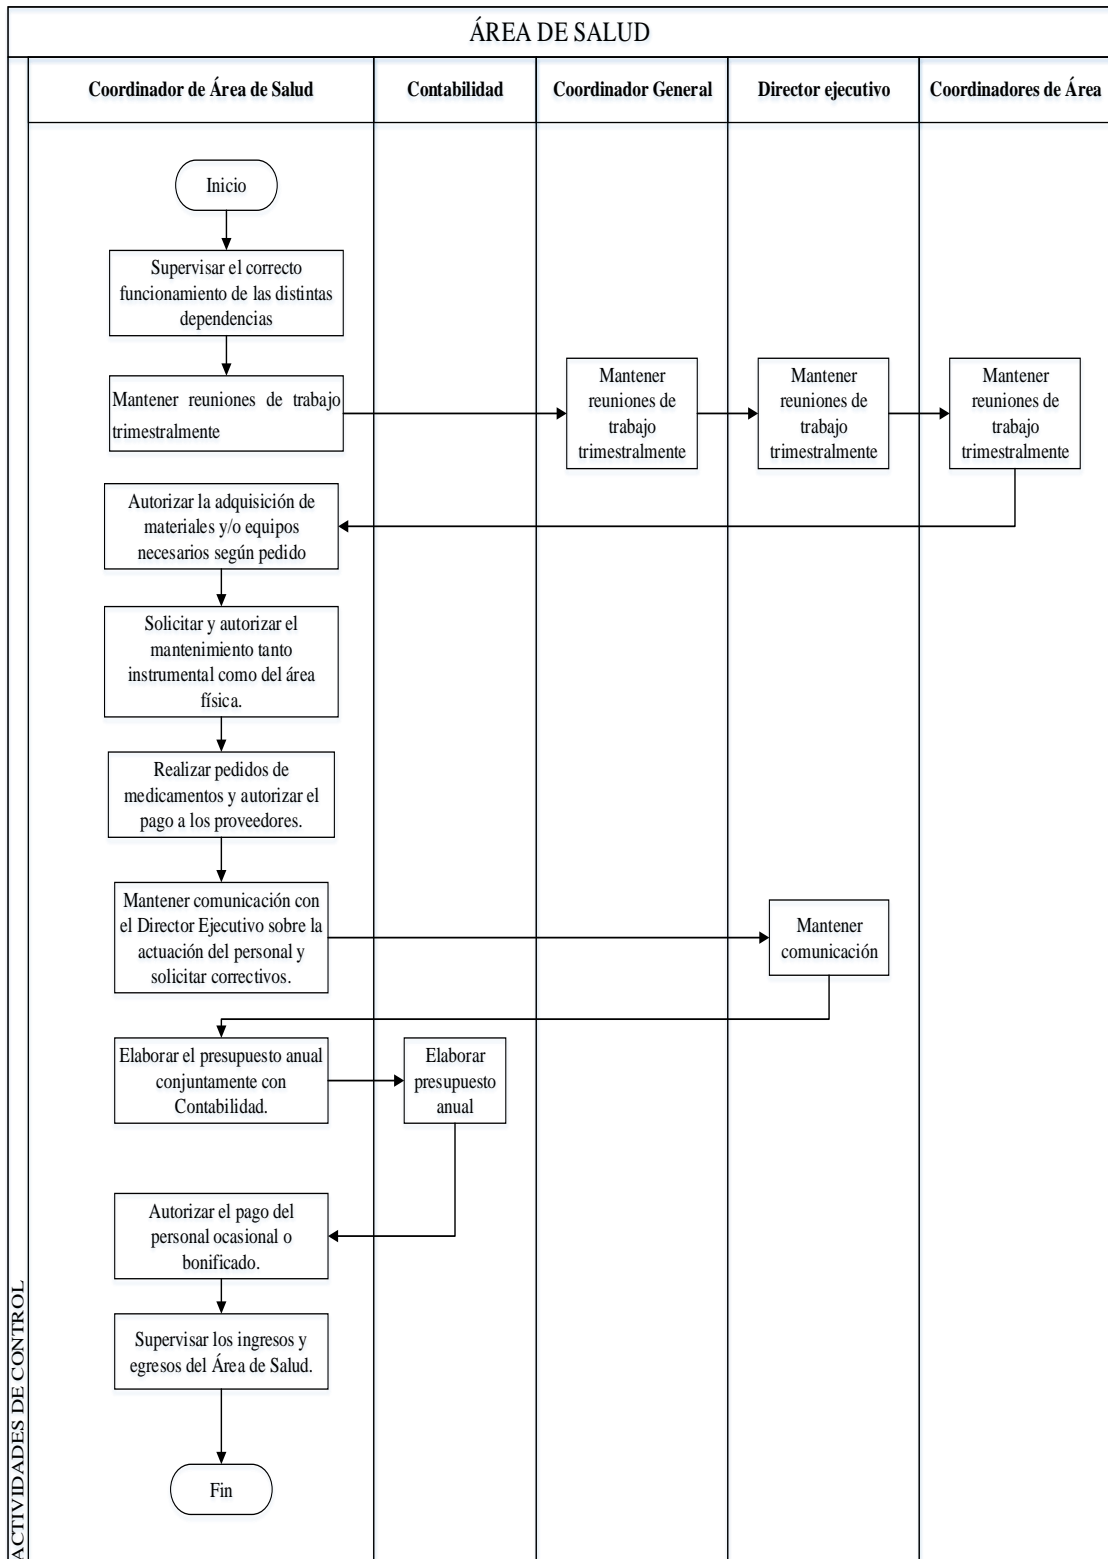 ÁREA DE SALUD
Coordinador de Área de Salud
Contabilidad
Coordinador General
Director ejecutivo
Coordinadores de Área
Inicio
Supervisar el correcto
funcionamiento de las distintas
dependencias
Mantener reuniones de trabajo
trimestralmente
Mantener
reuniones de
trabajo
trimestralmente
Mantener
reuniones de
trabajo
trimestralmente
Mantener
reuniones de
trabajo
trimestralmente
Autorizar la adquisición de
materiales y/o equipos
necesarios según pedido
Solicitar y autorizar el
mantenimiento tanto
instrumental como del área
física.
Realizar pedidos de
medicamentos y autorizar el
pago a los proveedores.
Mantener comunicación con
el Director Ejecutivo sobre la
actuación del personal y
solicitar correctivos.
Mantener
comunicación
Elaborar el presupuesto anual
conjuntamente con
Contabilidad.
Elaborar
presupuesto
anual
Autorizar el pago del
personal ocasional o
bonificado.
Supervisar los ingresos y
egresos del Área de Salud.
Fin
ACTIVIDADES DE CONTROL